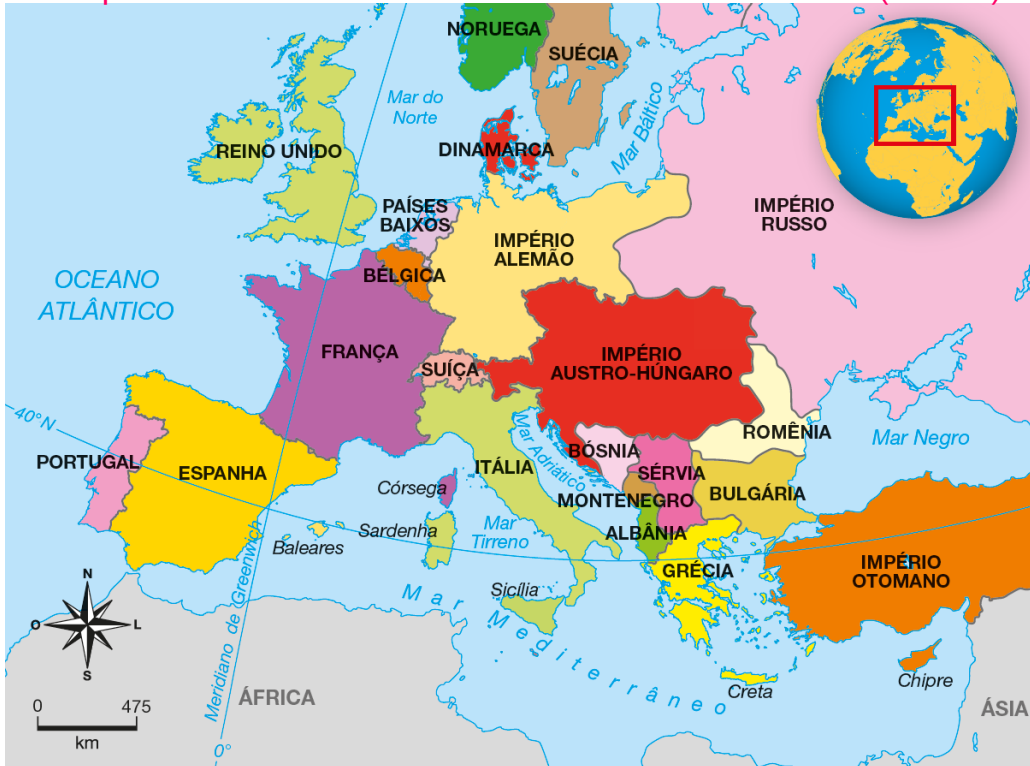 NORUEGA
SUÉCIA
Mar do
Norte
Mar Báltico
REINO UNIDO
DINAMARCA
PAÍSES
BAIXOS
IMPÉRIO
RUSSO
IMPÉRIO
ALEMÃO
BÉLGICA
OCEANO
ATLÂNTICO
FRANÇA
SUÍÇA
IMPÉRIO
AUSTRO-HÚNGARO
40° N
ROMÊNIA
Mar Negro
BÓSNIA
Mar Adriático
PORTUGAL
ESPANHA
ITÁLIA
SÉRVIA
Córsega
MONTENEGRO
BULGÁRIA
Sardenha
Mar
Tirreno
ALBÂNIA
Baleares
GRÉCIA
IMPÉRIO
OTOMANO
Sicília
Mar Mediterrâneo
Meridiano de Greenwich
N
O
L
S
Creta
Chipre
ÁFRICA
ÁSIA
0
475
km
0°